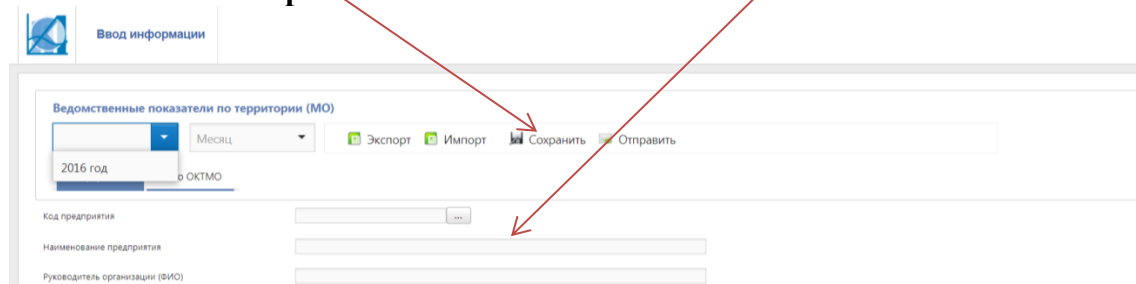 Ввод информации
Ведомственные показатели по территории (МО)
Месяц Экспорт Импорт Сохранить Отправить
2016 год
о ОКТМО
Код предприятия ...
Наименование предприятия
Руководитель организации (ФИО)